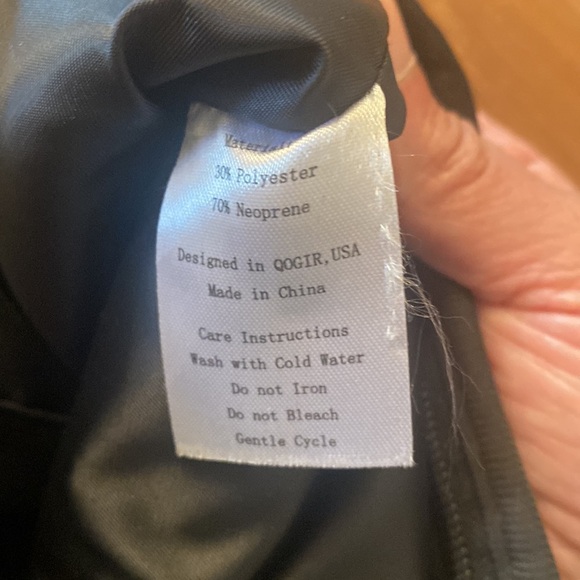 30% Polyester
70% Neoprene
Designed in QOGIR,USA
Made in China
Care Instructions
Wash with Cold Water
Do not Iron
Do not Bleach
Gentle Cycle